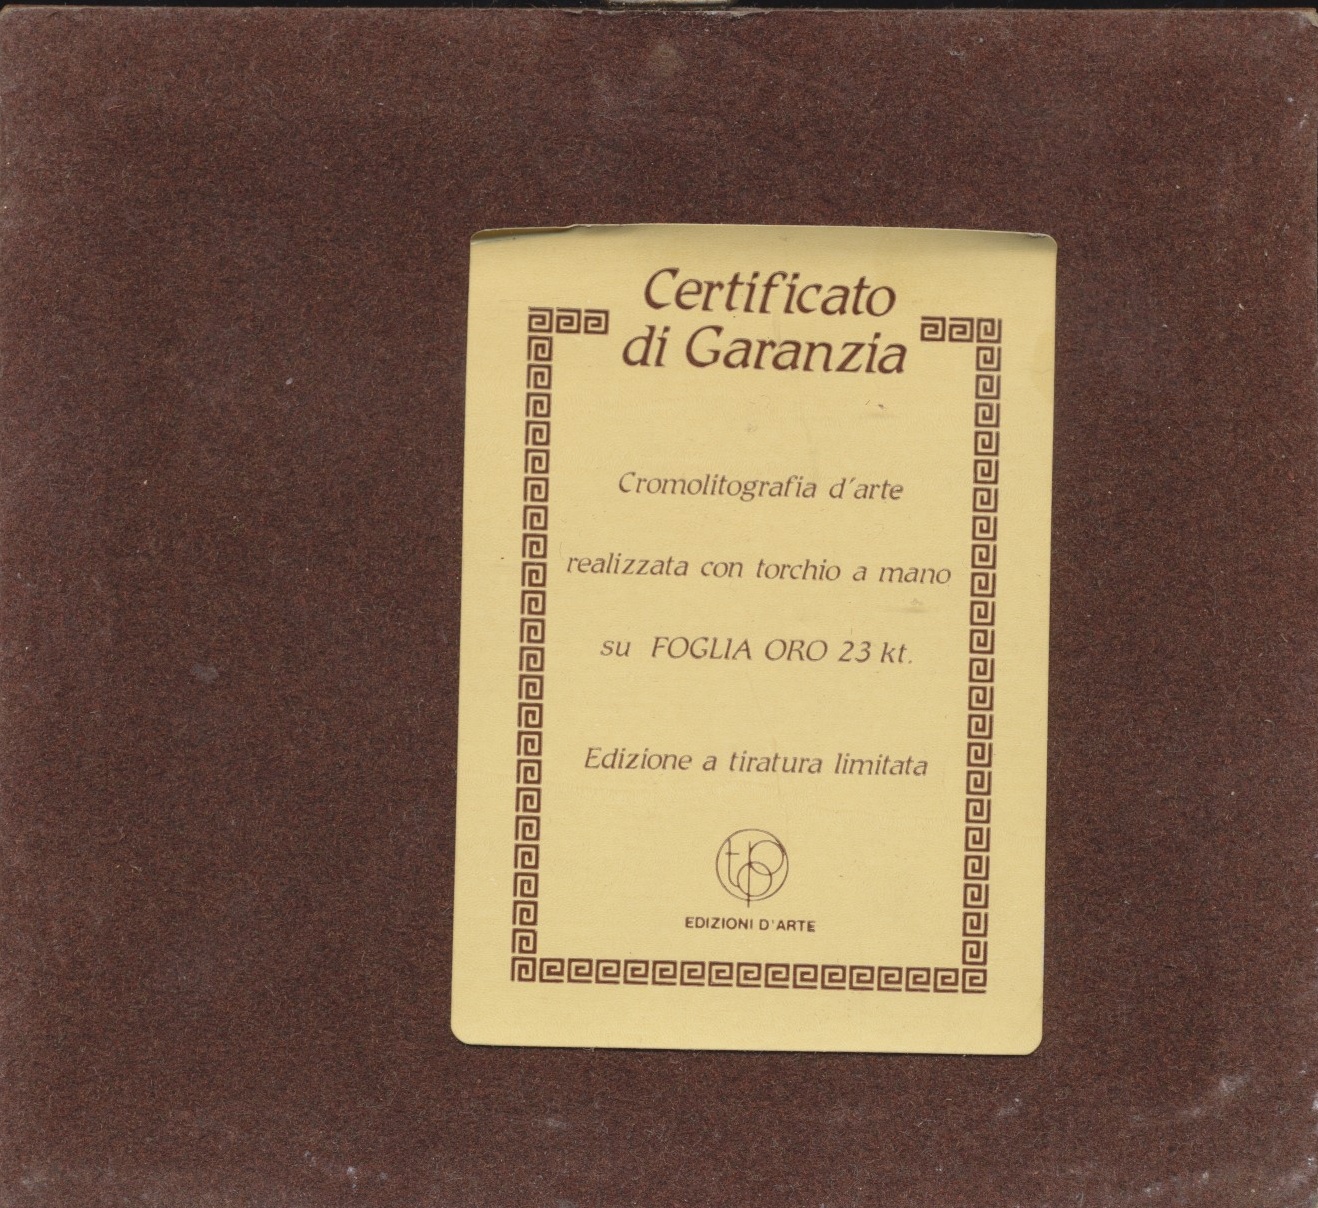 Certificato
di Garanzia
Cromolitografia d'arte
realizzata con torchio a mano
su FOGLIA ORO 23 kt.
Edizione a tiratura limitata
tp
EDIZIONI D'ARTE